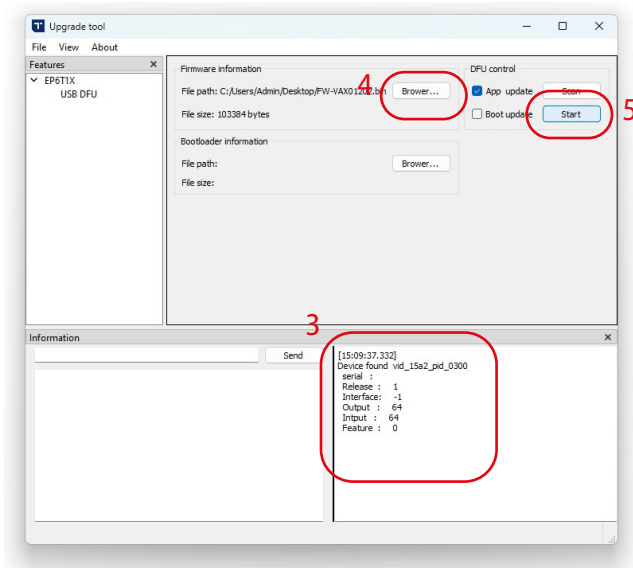 Upgrade tool
File View About
Features
EP6T1X
USB DFU
Firmware information
File path: C:/Users/Admin/Desktop/FW-VAX01202.bin
Brower...
File size: 103384 bytes
DFU control
App update
Scan
Boot update
Start
4
5
Bootloader information
File path:
Brower...
File size:
3
Information
Send
[15:09:37.332]
Device found vid_15a2_pid_0300
serial :
Release : 1
Interface: -1
Output : 64
Intput : 64
Feature : 0